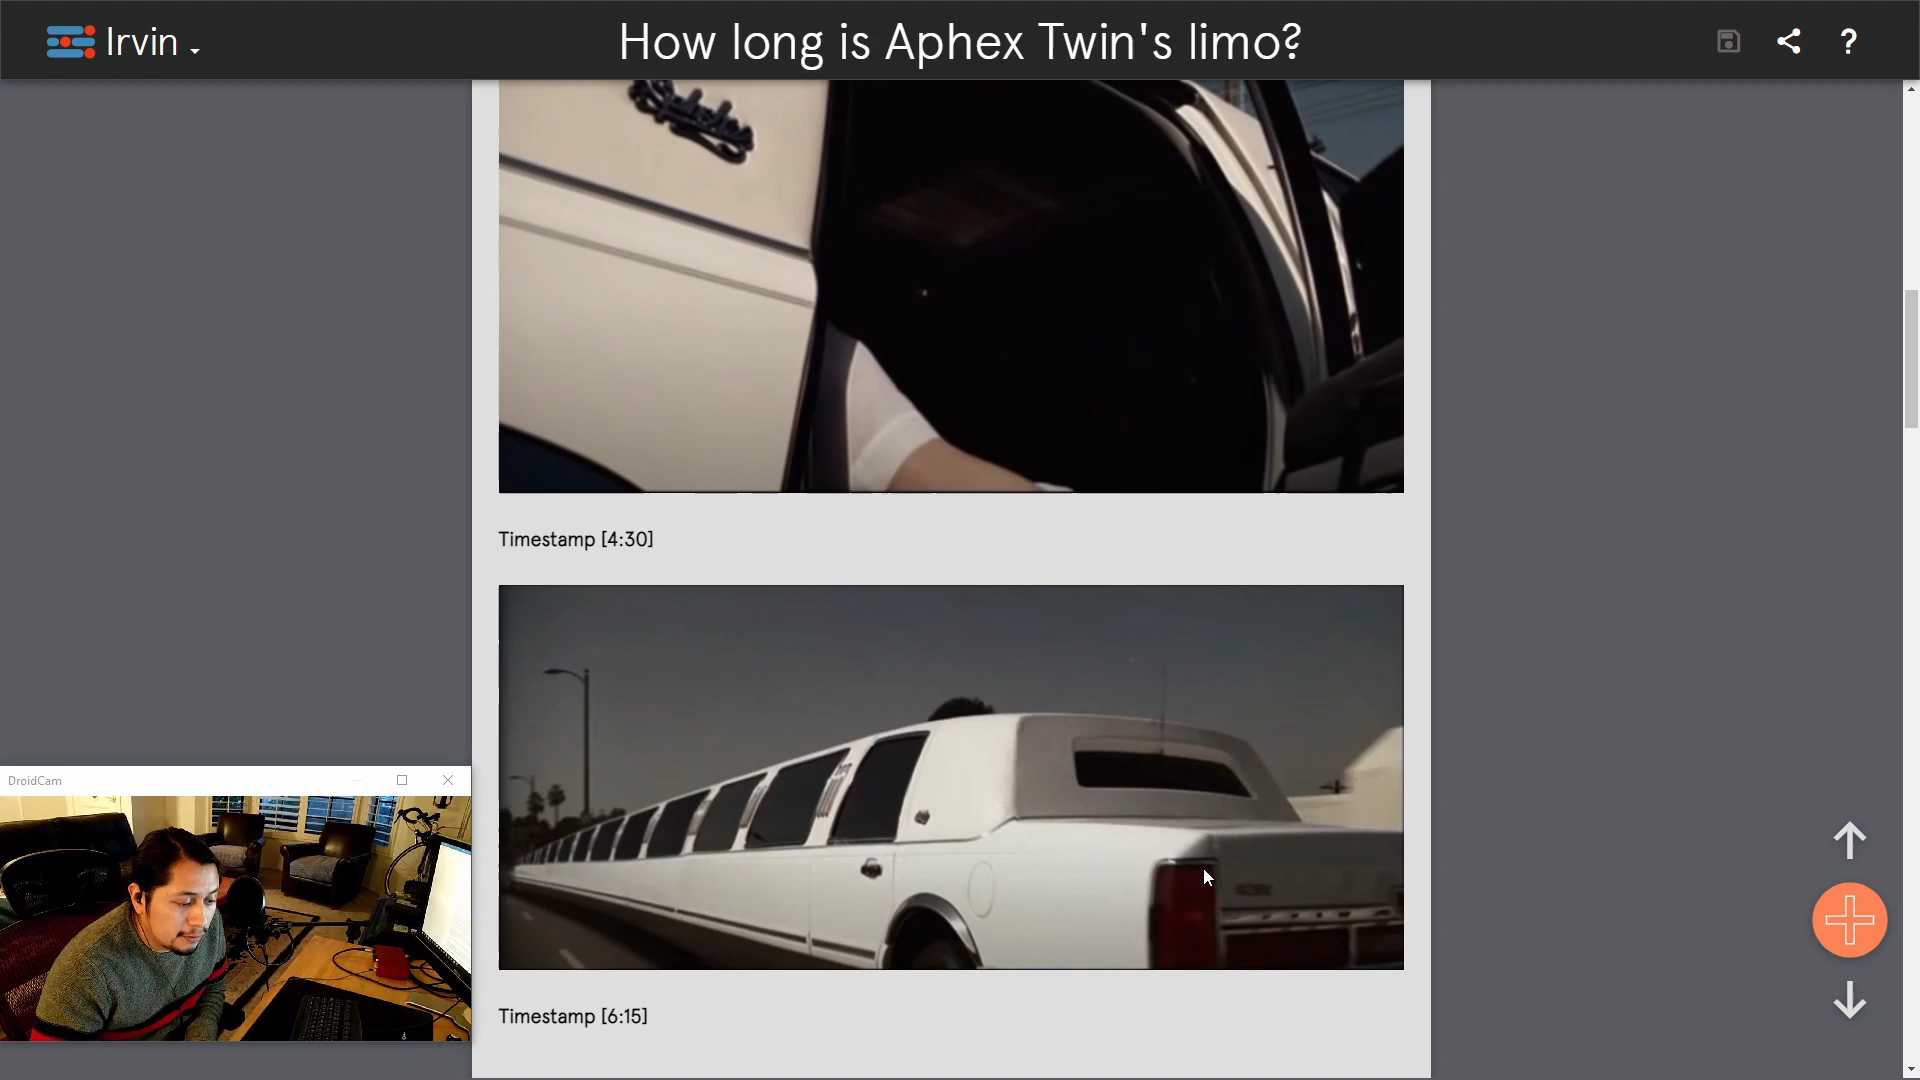 Irvin
How long is Aphex Twin's limo?
?
Timestamp [4:30]
DroidCam
Timestamp [6:15]